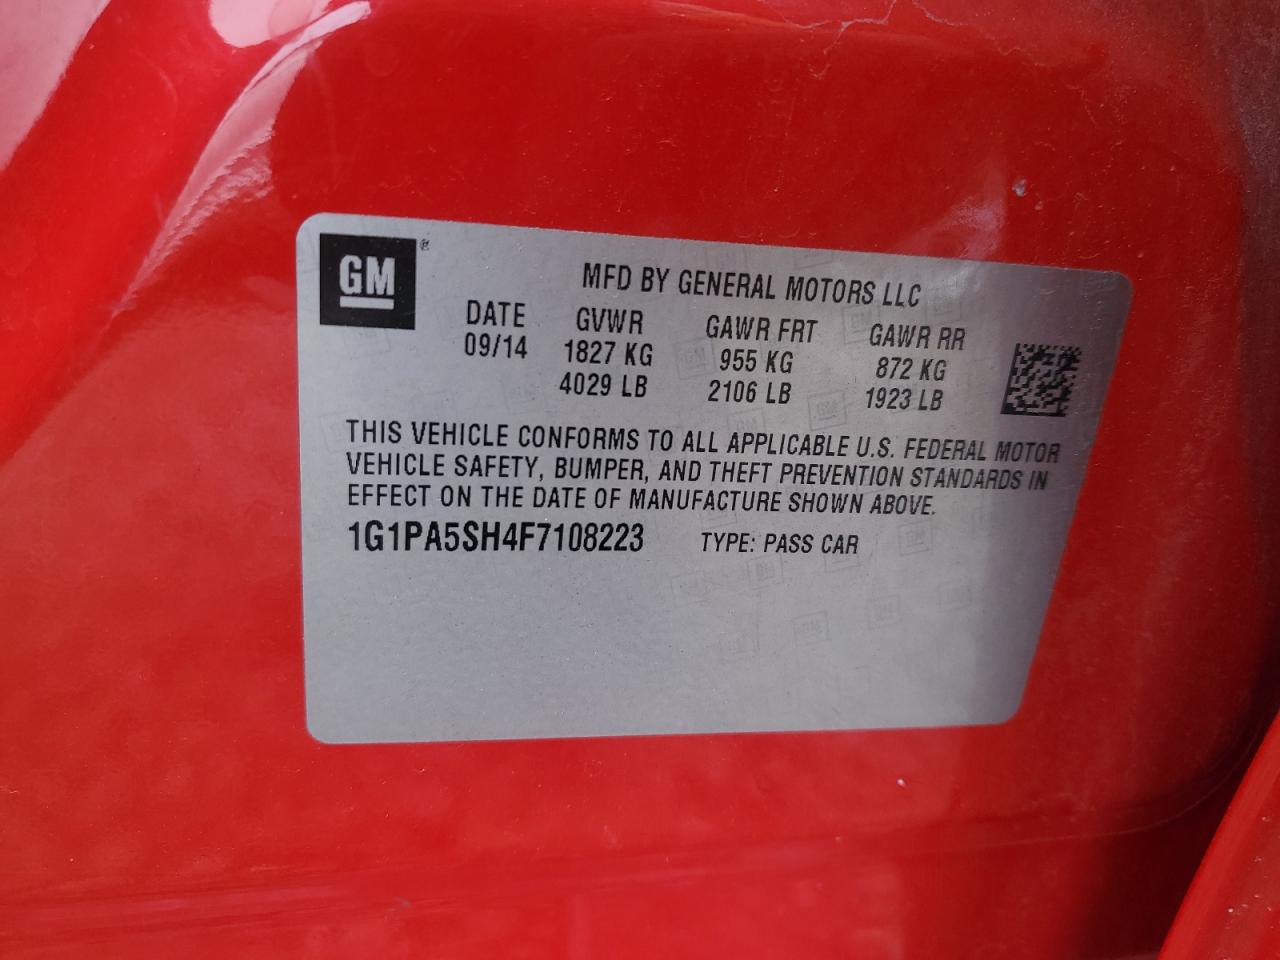 GM ®
MFD BY GENERAL MOTORS LLC
DATE GVWR GAWR FRT GAWR RR
09/14 1827 KG 955 KG 872 KG
4029 LB 2106 LB 1923 LB
THIS VEHICLE CONFORMS TO ALL APPLICABLE U.S. FEDERAL MOTOR
VEHICLE SAFETY, BUMPER, AND THEFT PREVENTION STANDARDS IN
EFFECT ON THE DATE OF MANUFACTURE SHOWN ABOVE.
1G1PA5SH4F7108223 TYPE: PASS CAR